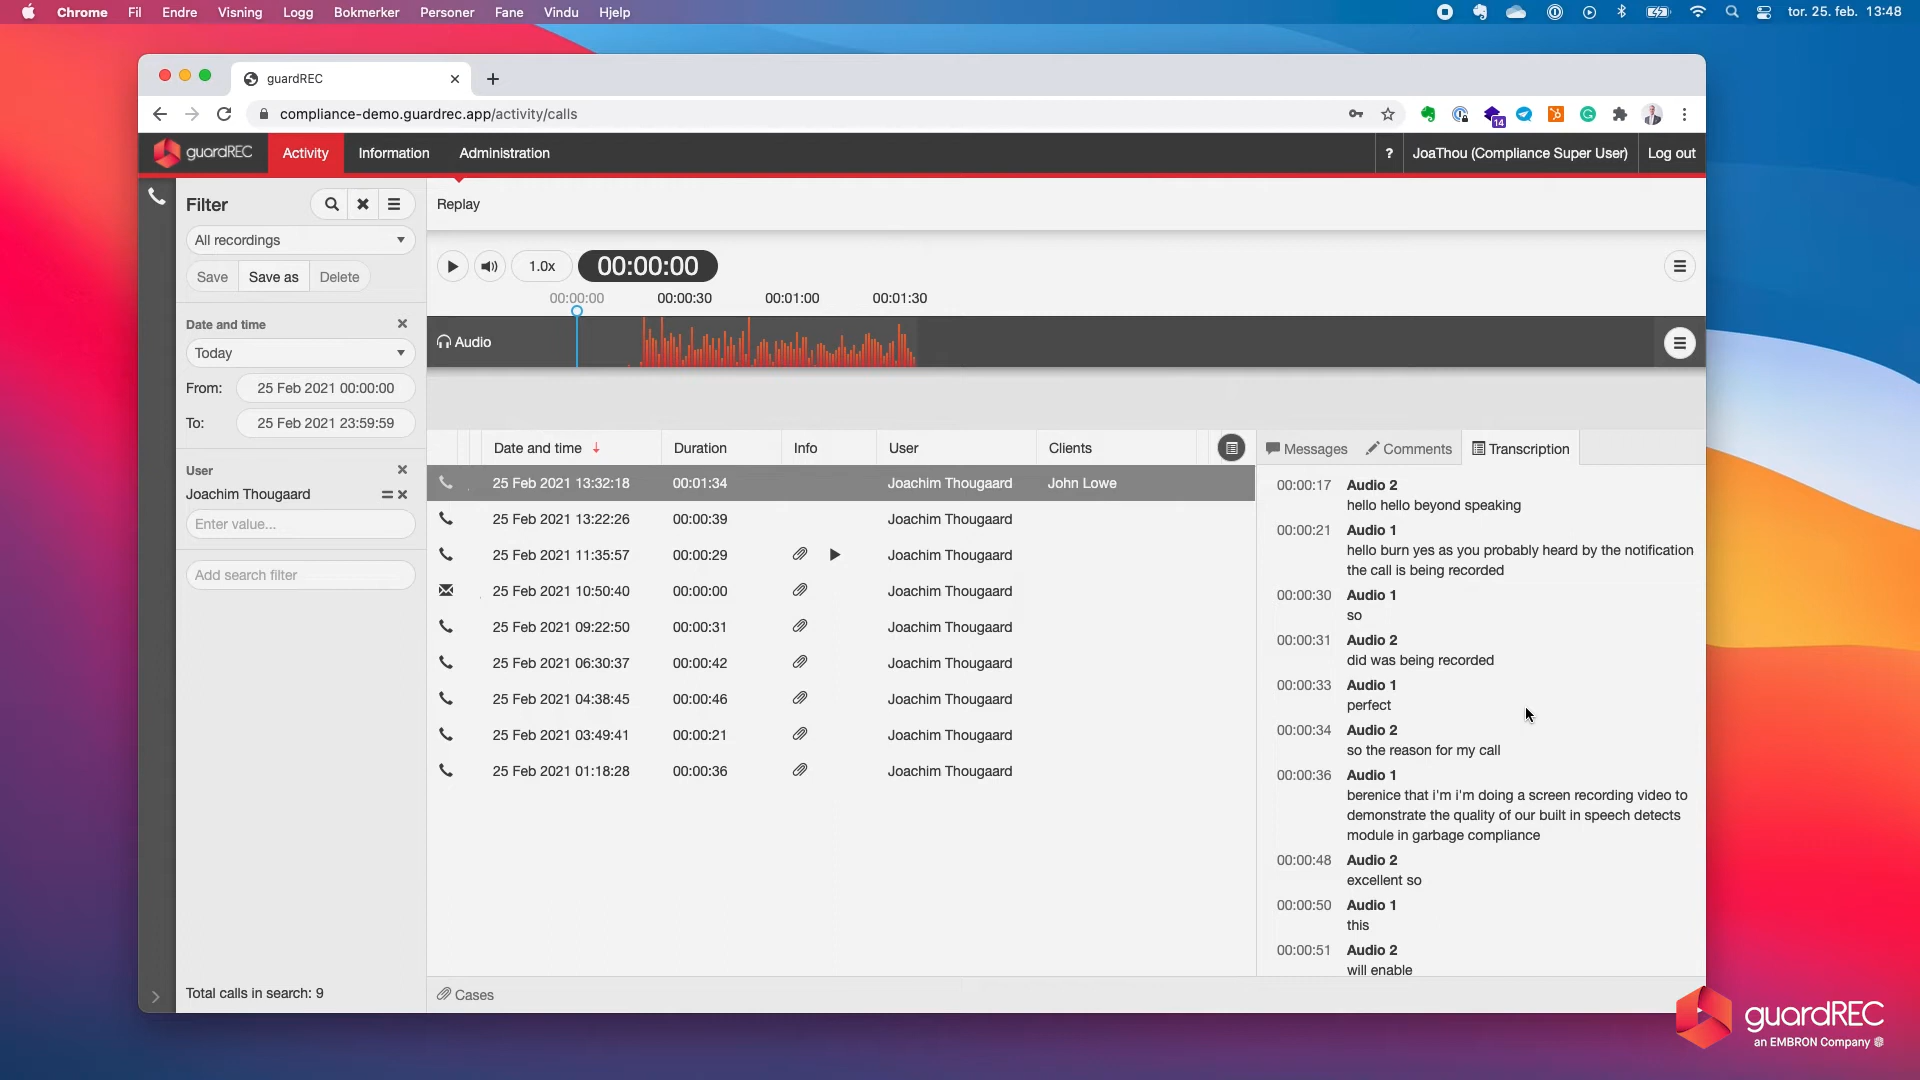 Chrome Fil Endre Visning Logg Bokmerker Personer Fane Vindu Hjelp tor. 25. feb. 13:48
guardREC
compliance-demo.guardrec.app/activity/calls
14
guardREC Activity Information Administration ? JoaThou (Compliance Super User) Log out
Filter
All recordings
Save Save as Delete
Date and time
Today
From: 25 Feb 2021 00:00:00
To: 25 Feb 2021 23:59:59
User
Joachim Thougaard
Enter value...
Add search filter
Total calls in search: 9
Replay
1.0x 00:00:00
00:00:00 00:00:30 00:01:00 00:01:30
Audio
Date and time Duration Info User Clients
25 Feb 2021 13:32:18 00:01:34 Joachim Thougaard John Lowe
25 Feb 2021 13:22:26 00:00:39 Joachim Thougaard
25 Feb 2021 11:35:57 00:00:29 Joachim Thougaard
25 Feb 2021 10:50:40 00:00:00 Joachim Thougaard
25 Feb 2021 09:22:50 00:00:31 Joachim Thougaard
25 Feb 2021 06:30:37 00:00:42 Joachim Thougaard
25 Feb 2021 04:38:45 00:00:46 Joachim Thougaard
25 Feb 2021 03:49:41 00:00:21 Joachim Thougaard
25 Feb 2021 01:18:28 00:00:36 Joachim Thougaard
Cases
Messages Comments Transcription
00:00:17 Audio 2
hello hello beyond speaking
00:00:21 Audio 1
hello burn yes as you probably heard by the notification
the call is being recorded
00:00:30 Audio 1
so
00:00:31 Audio 2
did was being recorded
00:00:33 Audio 1
perfect
00:00:34 Audio 2
so the reason for my call
00:00:36 Audio 1
berenice that i'm i'm doing a screen recording video to
demonstrate the quality of our built in speech detects
module in garbage compliance
00:00:48 Audio 2
excellent so
00:00:50 Audio 1
this
00:00:51 Audio 2
will enable
guardREC
an EMBRON Company